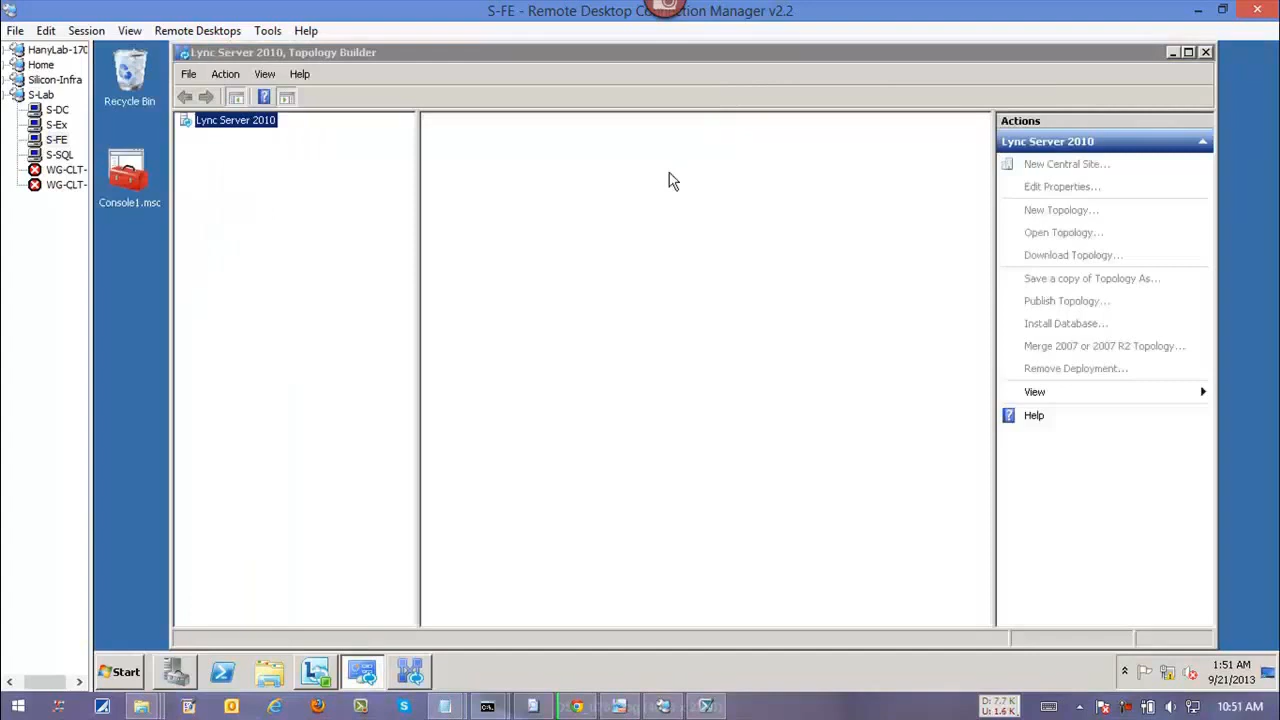 S-FE - Remote Desktop Connection Manager v2.2
File Edit Session View Remote Desktops Tools Help
HanyLab-170
Home
Silicon-Infra
S-Lab
S-DC
S-Ex
S-FE
S-SQL
WG-CLT-
WG-CLT-
Recycle Bin
Console1.msc
Lync Server 2010, Topology Builder
File Action View Help
Lync Server 2010
Actions
Lync Server 2010
New Central Site...
Edit Properties...
New Topology...
Open Topology...
Download Topology...
Save a copy of Topology As...
Publish Topology...
Install Database...
Merge 2007 or 2007 R2 Topology...
Remove Deployment...
View
Help
Start
1:51 AM
9/21/2013
D: 7.7 K
U: 1.6 K
10:51 AM